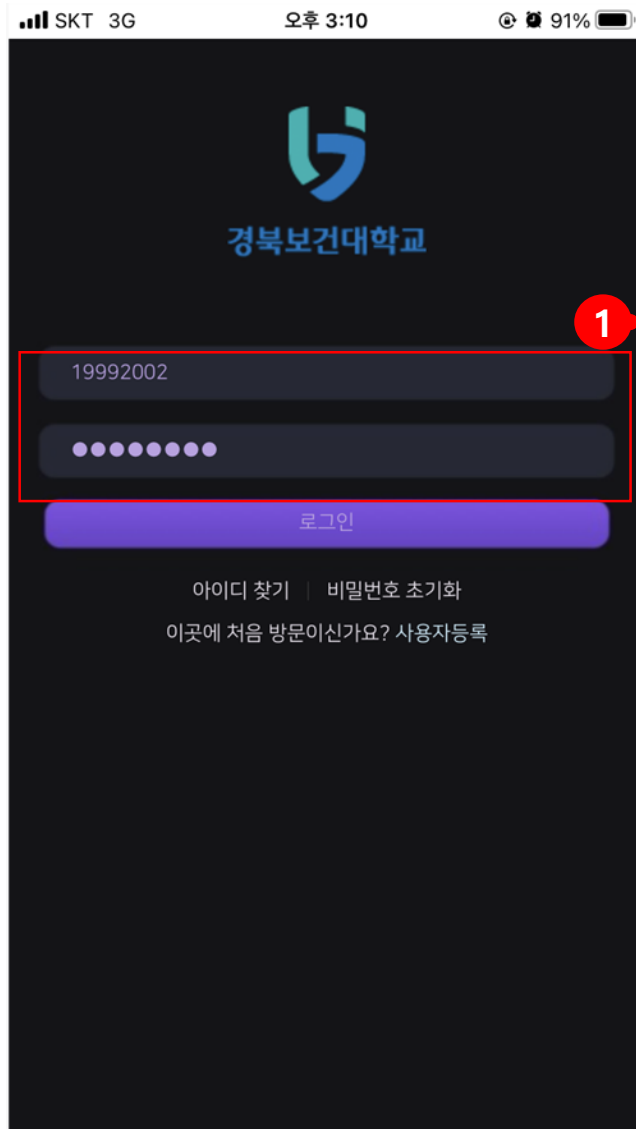 SKT 3G 오후 3:10 91%
경북보건대학교
1
19992002
●●●●●●●●
로그인
아이디 찾기 | 비밀번호 초기화
이곳에 처음 방문이신가요? 사용자등록